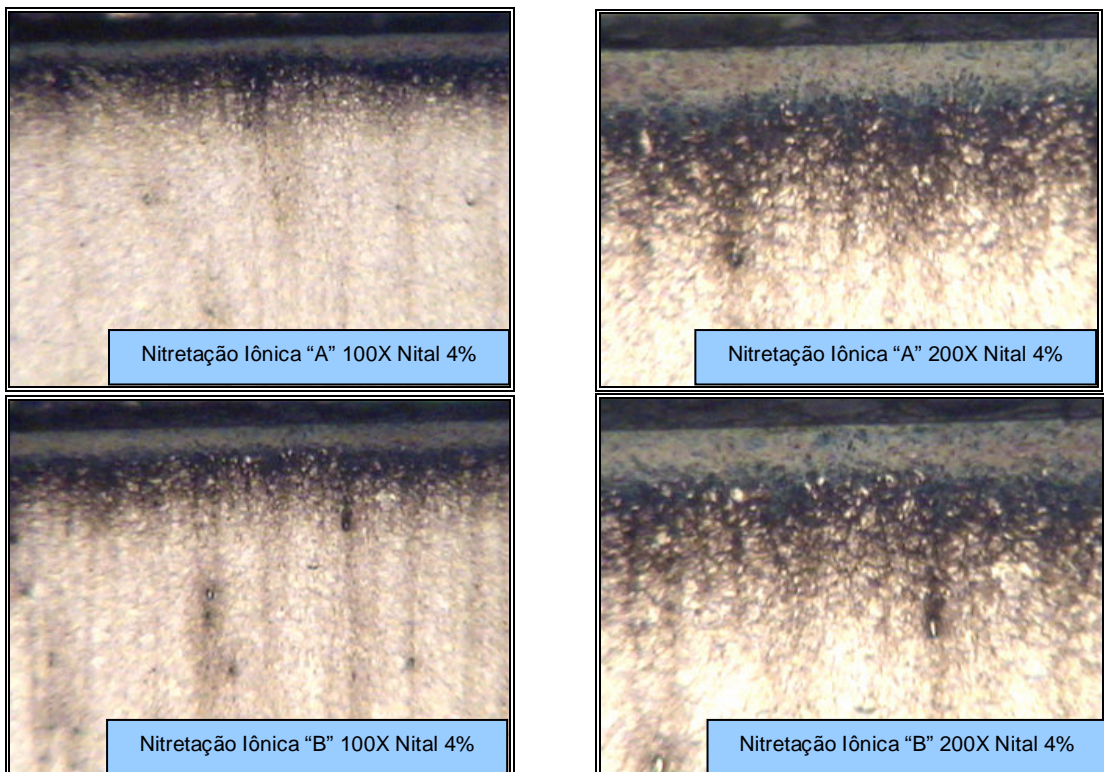 Nitretação Iônica “A” 100X Nital 4%
Nitretação Iônica “A” 200X Nital 4%
Nitretação Iônica “B” 100X Nital 4%
Nitretação Iônica “B” 200X Nital 4%